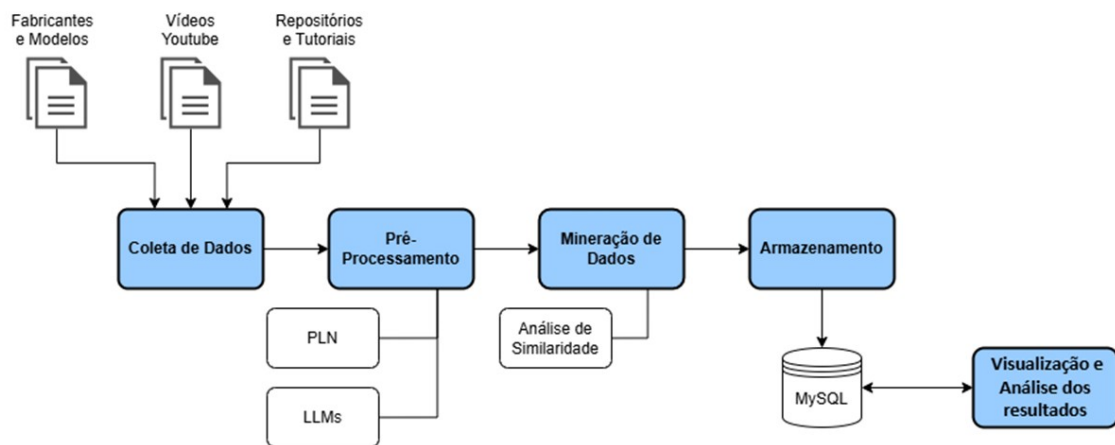 Fabricantes
e Modelos
Vídeos
Youtube
Repositórios
e Tutoriais
Coleta de Dados
Pré-
Processamento
Mineração de
Dados
Armazenamento
PLN
Análise de
Similaridade
LLMs
MySQL
Visualização e
Análise dos
resultados